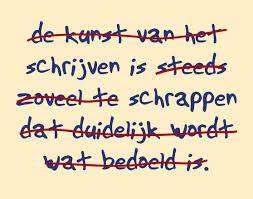 de kunst van het
schrijven is steeds
zoveel te schrappen
dat duidelijk wordt
wat bedoeld is.